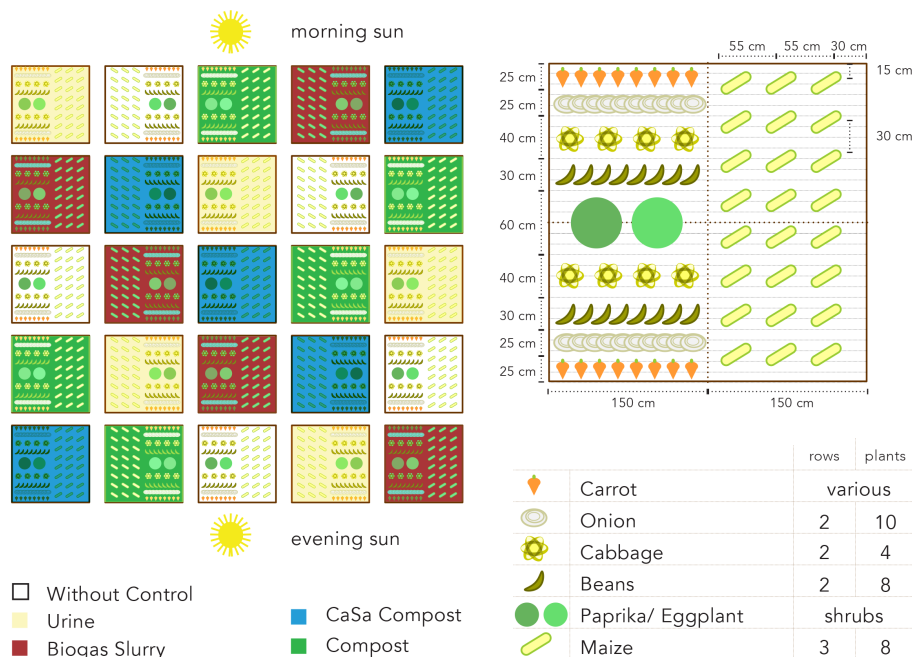 morning sun
55 cm 55 cm 30 cm
15 cm
30 cm
25 cm
25 cm
40 cm
30 cm
60 cm
40 cm
30 cm
25 cm
25 cm
150 cm 150 cm
evening sun
Without Control
Urine
Biogas Slurry
CaSa Compost
Compost
rows plants
Carrot various
Onion 2 10
Cabbage 2 4
Beans 2 8
Paprika/ Eggplant shrubs
Maize 3 8